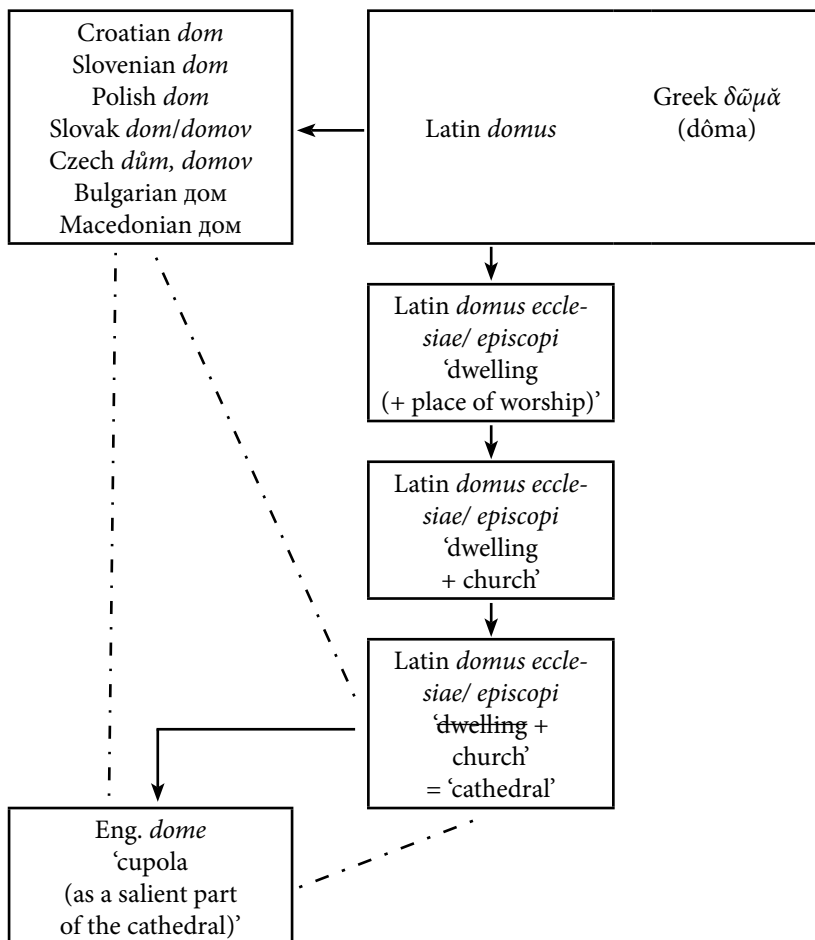 Croatian dom
Slovenian dom
Polish dom
Slovak dom/domov
Czech dům, domov
Bulgarian дом
Macedonian дом
Latin domus
Greek δῶμᾰ
(dôma)
Latin domus eccle-
siae/ episcopi
‘dwelling
(+ place of worship)’
Latin domus eccle-
siae/ episcopi
‘dwelling
+ church’
Latin domus eccle-
siae/ episcopi
‘dwelling +
church’
= ‘cathedral’
Eng. dome
‘cupola
(as a salient part
of the cathedral)’